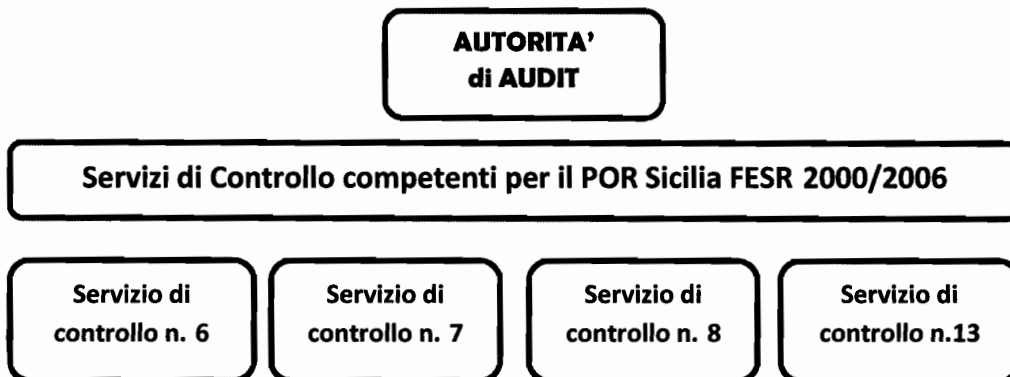 AUTORITA'
di AUDIT
Servizi di Controllo competenti per il POR Sicilia FESR 2000/2006
Servizio di
controllo n. 6
Servizio di
controllo n. 7
Servizio di
controllo n. 8
Servizio di
controllo n.13